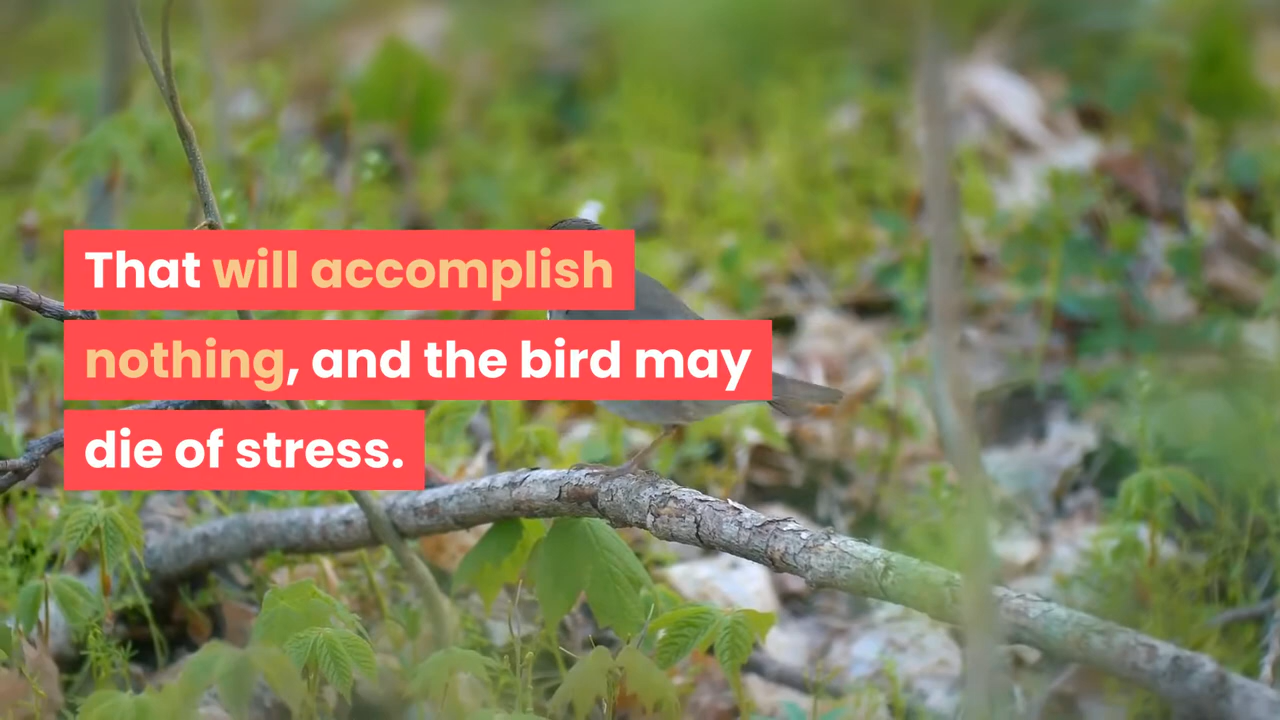 That will accomplish
nothing, and the bird may
die of stress.